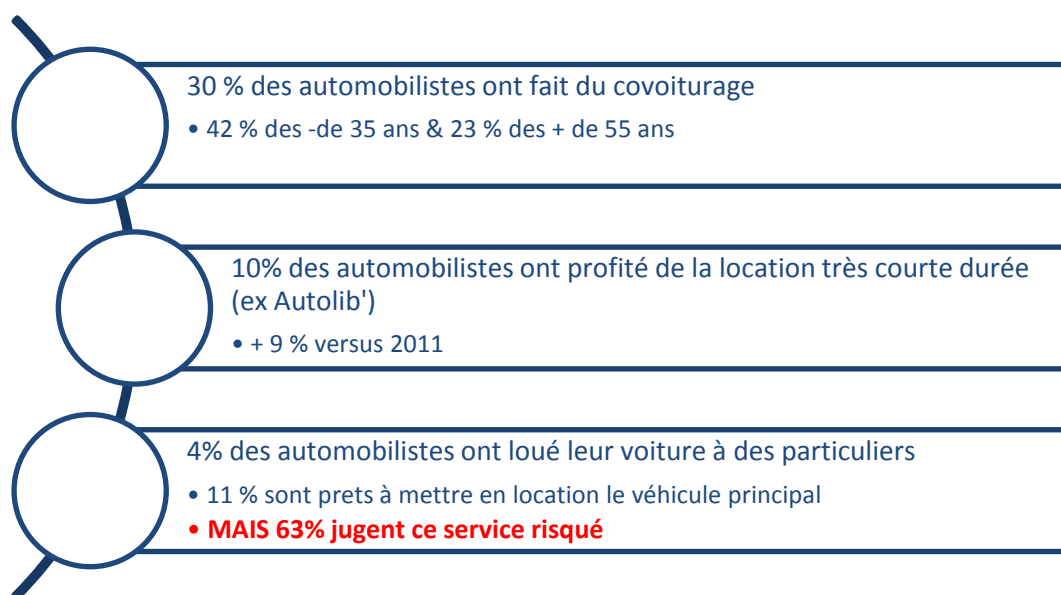 30 % des automobilistes ont fait du covoiturage
• 42 % des -de 35 ans & 23 % des + de 55 ans
10% des automobilistes ont profité de la location très courte durée
(ex Autolib')
• + 9 % versus 2011
4% des automobilistes ont loué leur voiture à des particuliers
• 11 % sont prets à mettre en location le véhicule principal
• MAIS 63% jugent ce service risqué